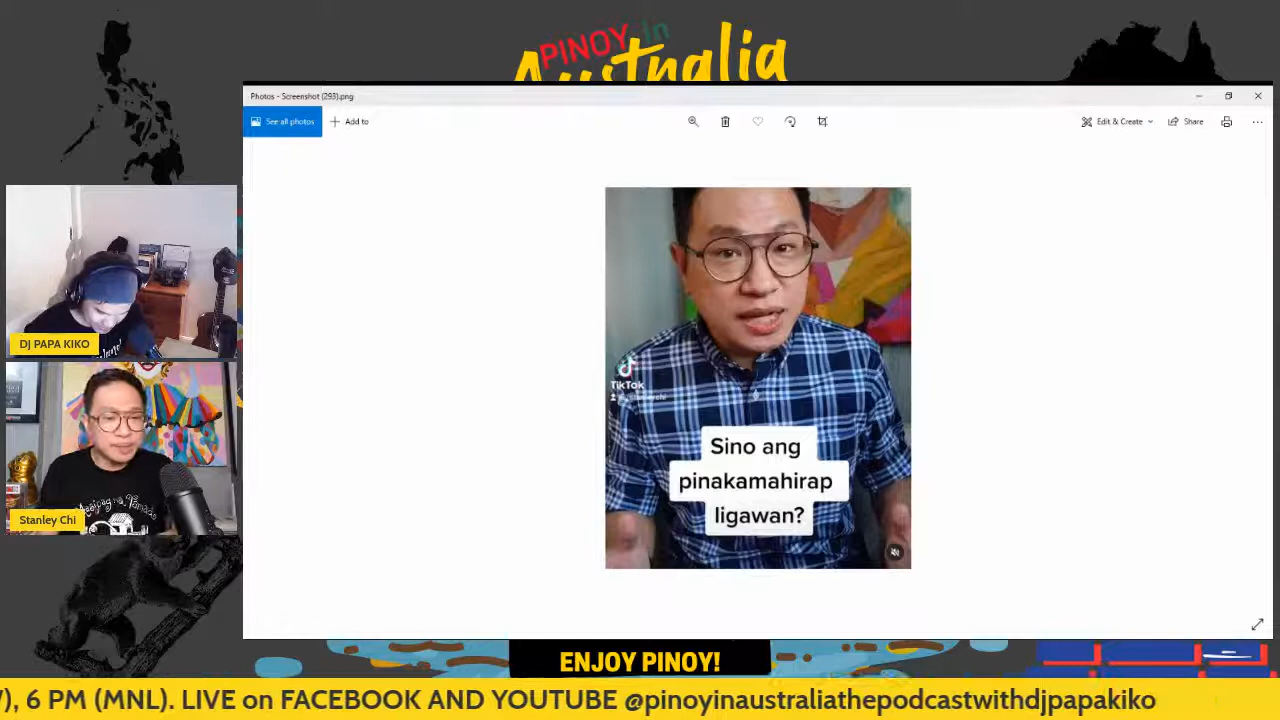 PINOY in
Australia
Photos - Screenshot (293).png
See all photos
Add to
Edit & Create
Share
DJ PAPA KIKO
Stanley Chi
TikTok
Sino ang
pinakamahirap
ligawan?
ENJOY PINOY!
), 6 PM (MNL). LIVE on FACEBOOK AND YOUTUBE @pinoyinaustraliathepodcastwithdjpapakiko